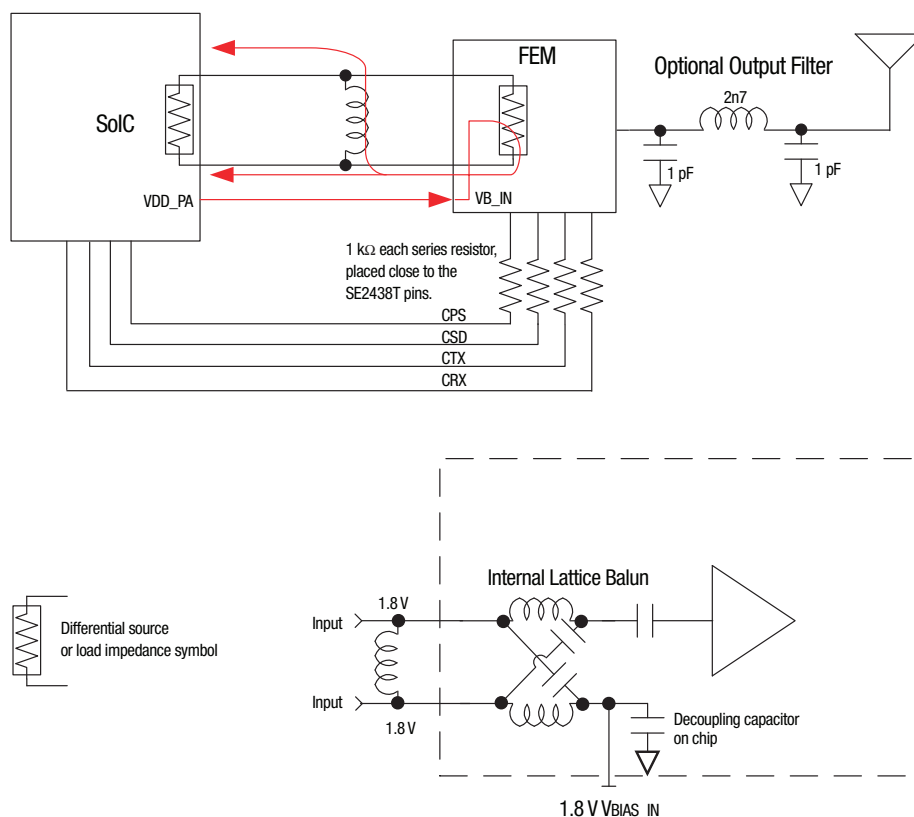 FEM
Optional Output Filter
2n7
SoIC
1 pF
1 pF
VDD_PA
VB_IN
1 kΩ each series resistor,
placed close to the
SE2438T pins.
CPS
CSD
CTX
CRX
Internal Lattice Balun
1.8 V
Input
Differential source
or load impedance symbol
Input
1.8 V
Decoupling capacitor
on chip
1.8 V VBIAS_IN